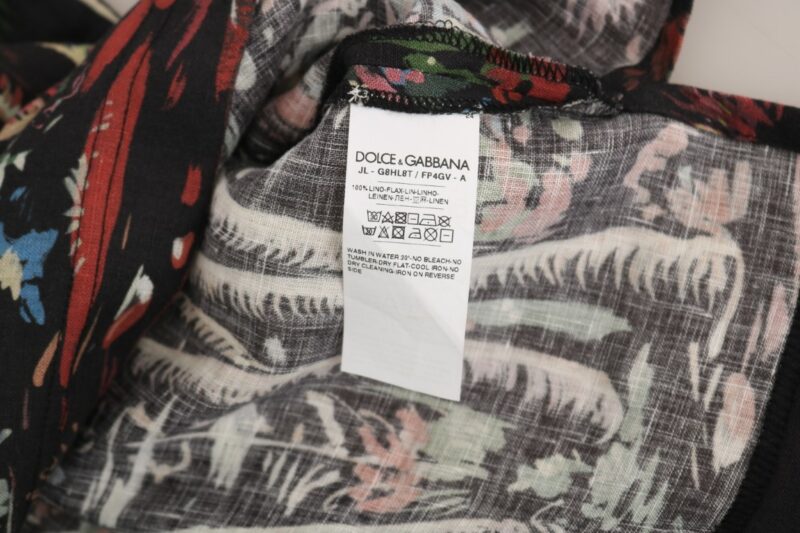 24
DOLCE & GABBANA
JL - G8HL8T / FP4GV - A
100% LINO-FLAX-LIN-LINHO-
LEINEN-ЛЕН-LINEN
WASH IN WATER 30°-NO BLEACH-NO
TUMBLER-DRY FLAT-COOL IRON-NO
DRY CLEANING-IRON ON REVERSE
SIDE